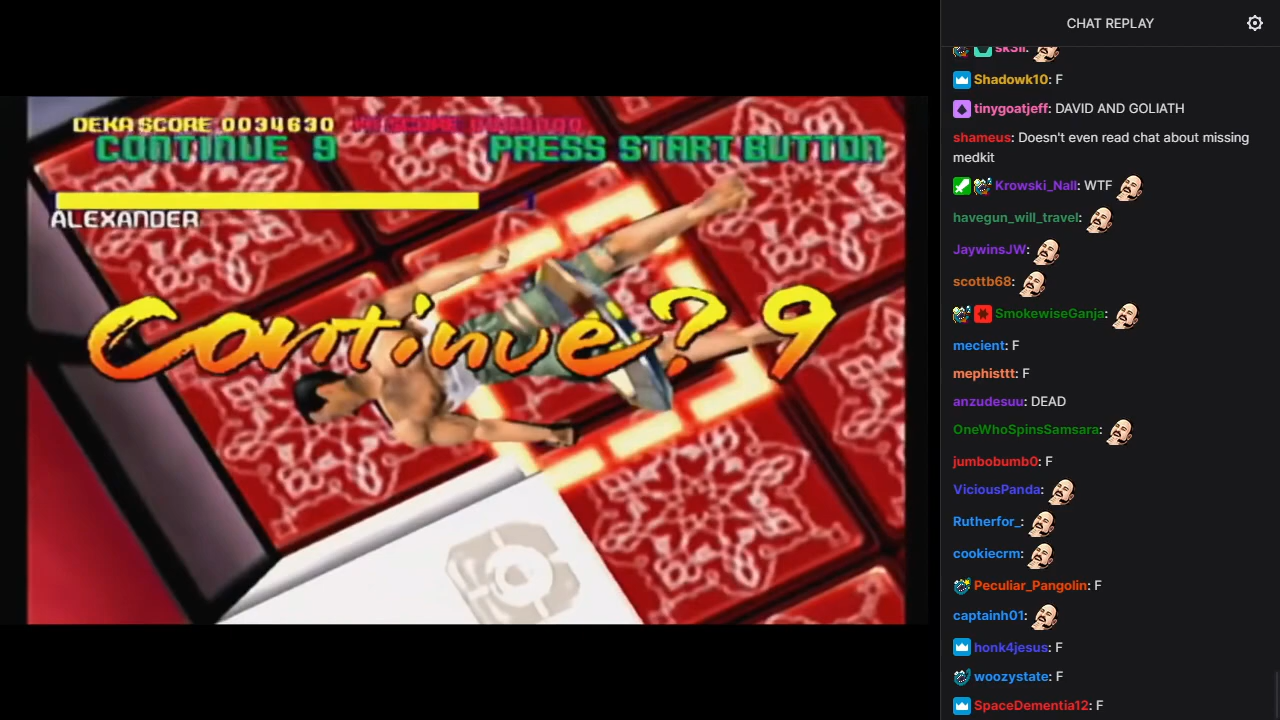 CHAT REPLAY
sk3ll:
Shadowk10: F
tinygoatjeff: DAVID AND GOLIATH
shameus: Doesn't even read chat about missing
medkit
Krowski_Nall: WTF
havegun_will_travel:
JaywinsJW:
scottb68:
SmokewiseGanja:
mecient: F
mephisttt: F
anzudesuu: DEAD
OneWhoSpinsSamsara:
jumbobumb0: F
ViciousPanda:
Rutherfor_:
cookiecrm:
Peculiar_Pangolin: F
captainh01:
honk4jesus: F
woozystate: F
SpaceDementia12: F
DEKA SCORE 0034630
CONTINUE 9 PRESS START BUTTON
ALEXANDER
Continue? 9